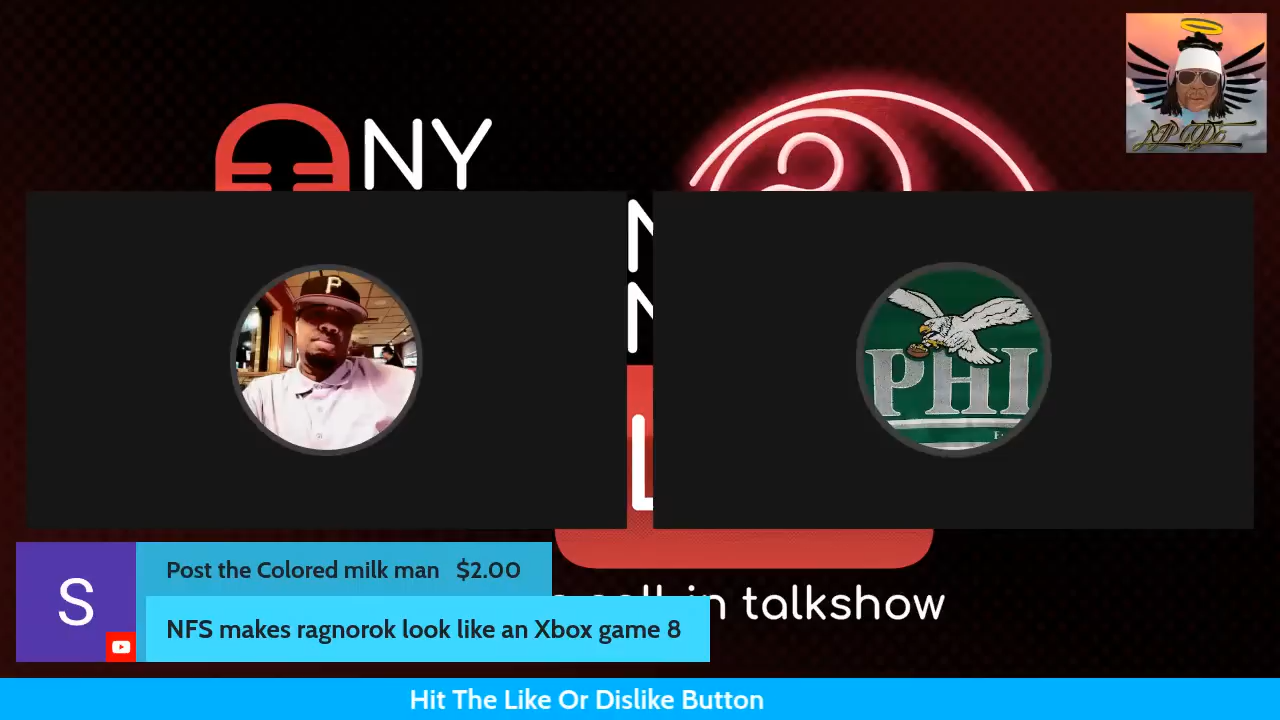 NY
RIP
N
N
P
PHI
L
Post the Colored milk man $2.00
S
NFS makes ragnorok look like an Xbox game 8
call in talkshow
Hit The Like Or Dislike Button